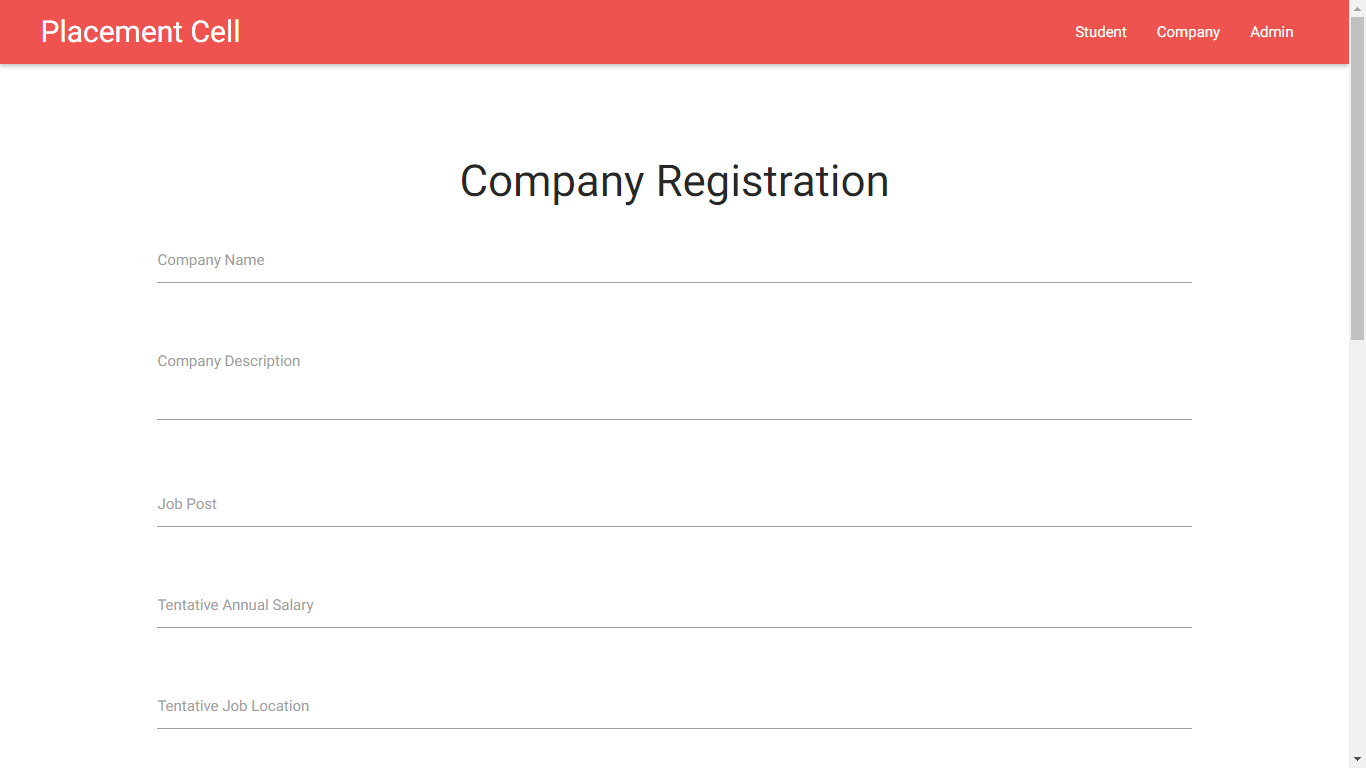 Placement Cell
Student Company Admin
Company Registration
Company Name
Company Description
Job Post
Tentative Annual Salary
Tentative Job Location